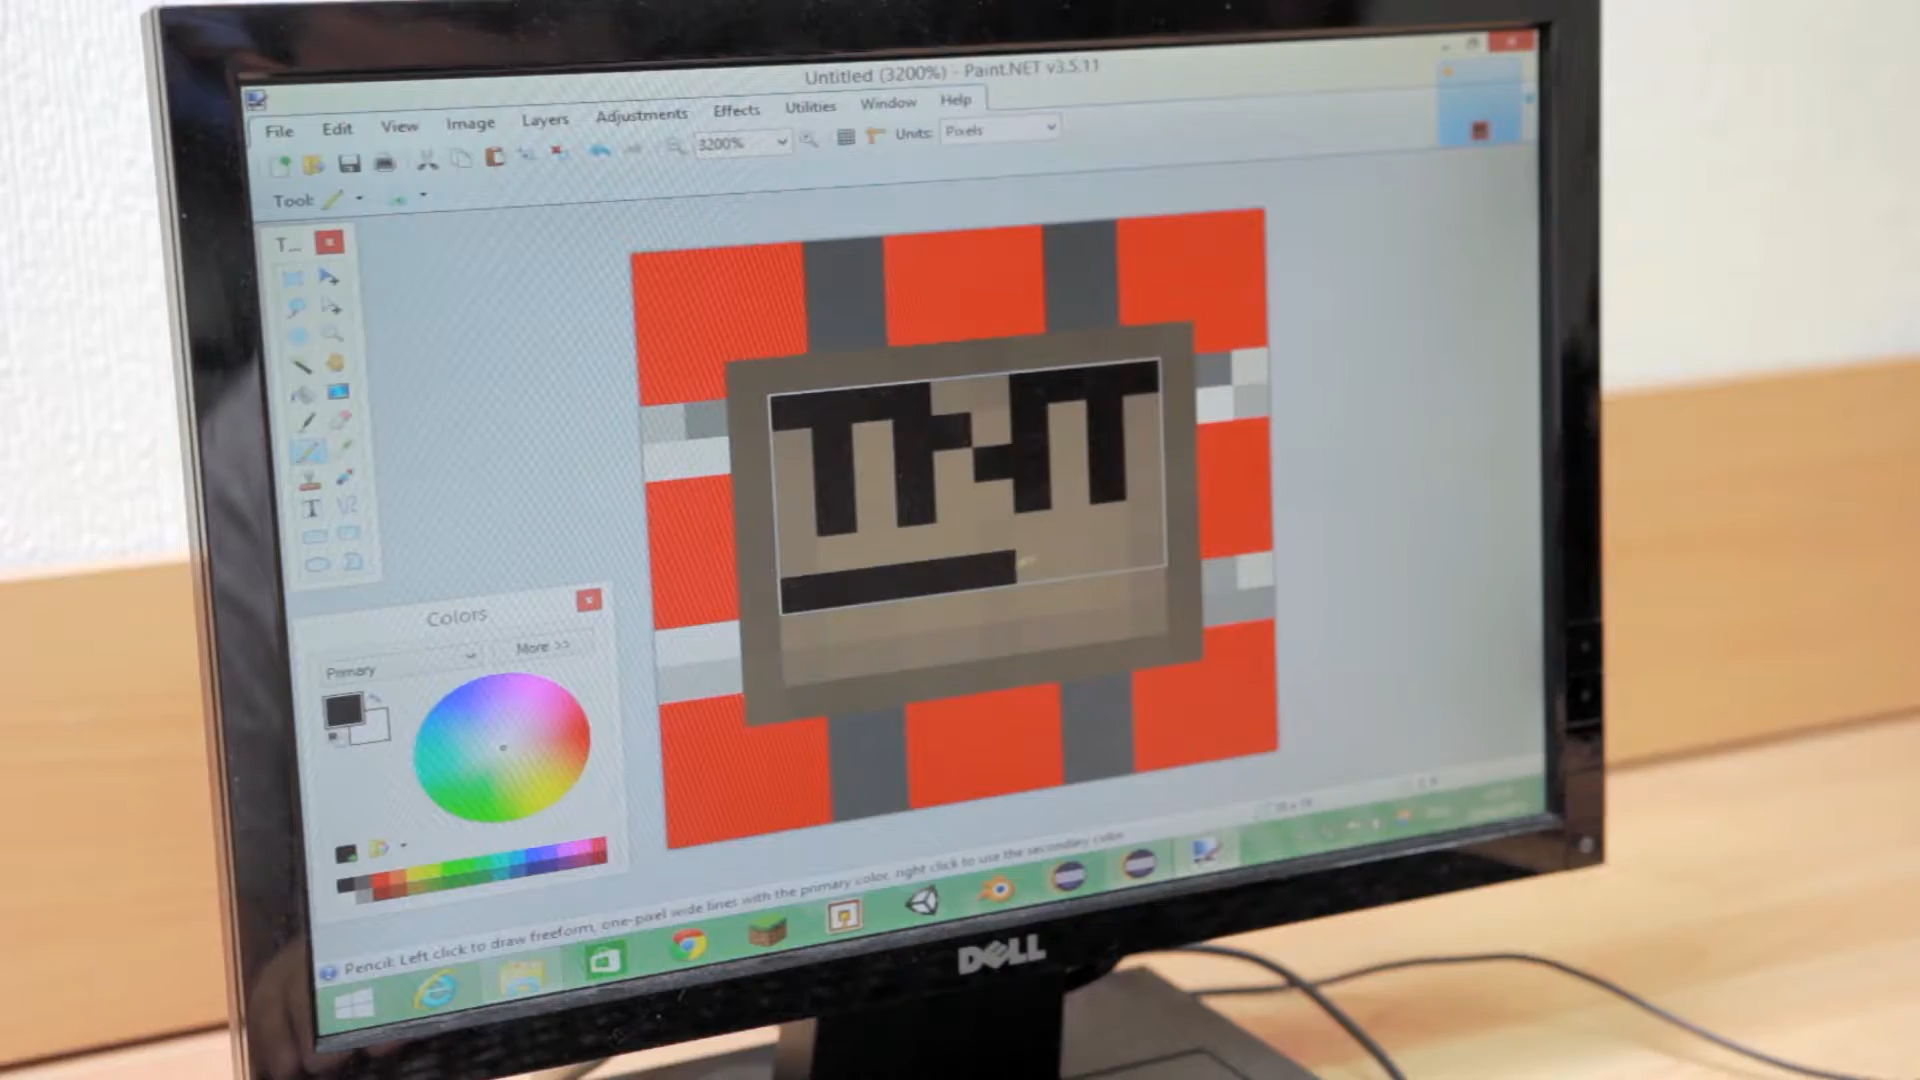 Untitled (3200%) - Paint.NET v3.5.11
File Edit View Image Layers Adjustments Effects Utilities Window Help
3200% Units: Pixels
Tool:
T...
TNT
Colors
Primary More >>
Pencil: Left click to draw freeform, one-pixel wide lines with the primary color, right click to use the secondary color.
DELL